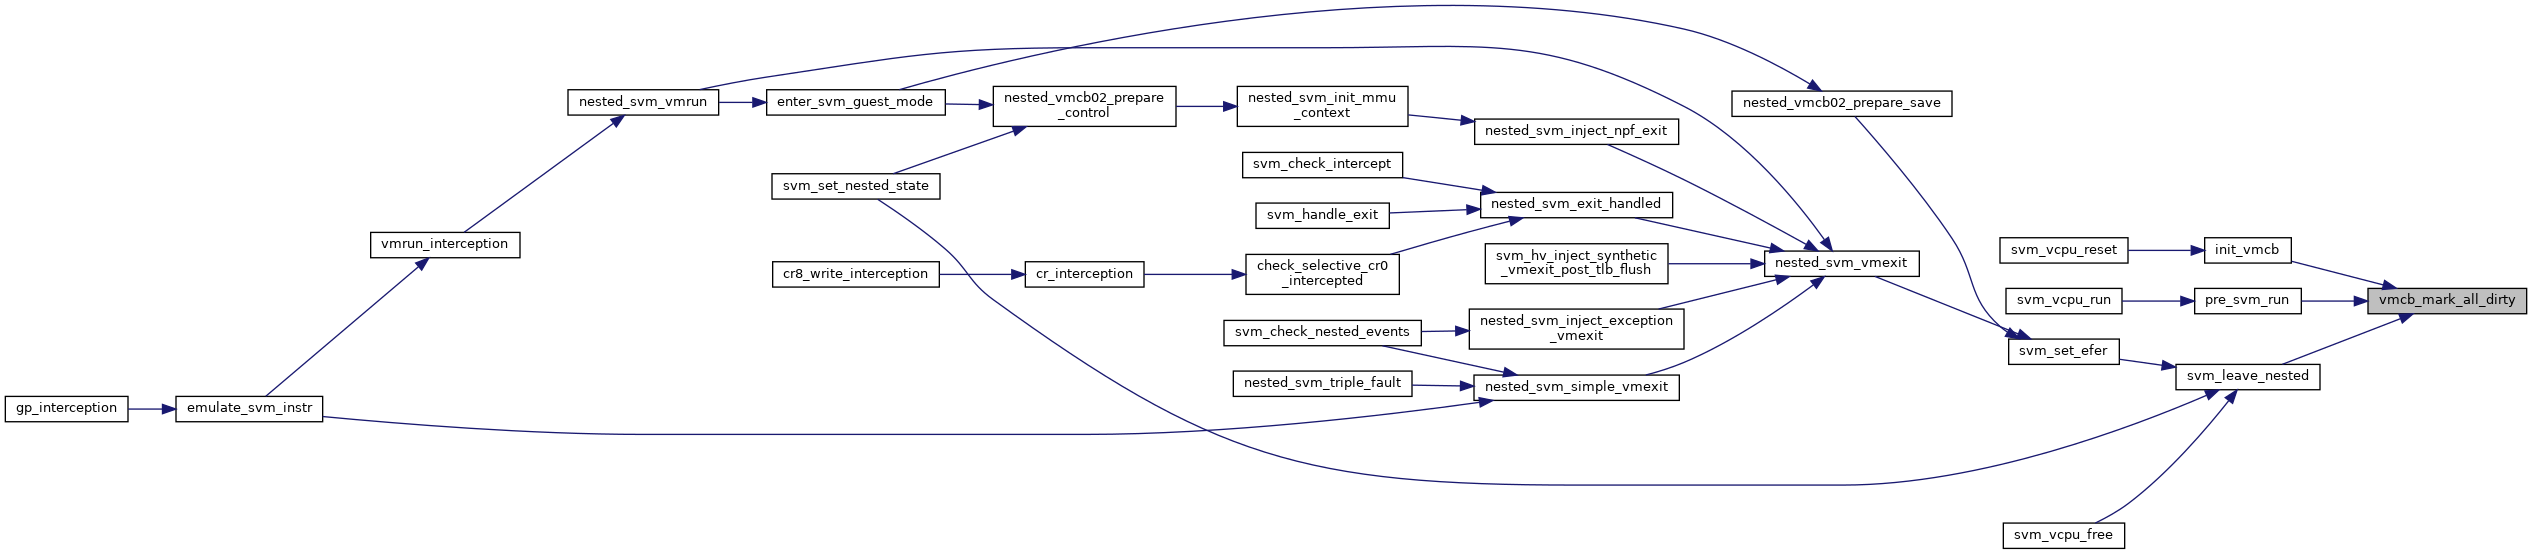 nested_svm_vmrun
enter_svm_guest_mode
nested_vmcb02_prepare
_control
nested_svm_init_mmu
_context
nested_vmcb02_prepare_save
nested_svm_inject_npf_exit
svm_check_intercept
svm_set_nested_state
nested_svm_exit_handled
svm_handle_exit
vmrun_interception
svm_hv_inject_synthetic
_vmexit_post_tlb_flush
nested_svm_vmexit
svm_vcpu_reset
init_vmcb
cr8_write_interception
cr_interception
check_selective_cr0
_intercepted
svm_vcpu_run
pre_svm_run
vmcb_mark_all_dirty
svm_check_nested_events
nested_svm_inject_exception
_vmexit
svm_set_efer
svm_leave_nested
nested_svm_triple_fault
nested_svm_simple_vmexit
gp_interception
emulate_svm_instr
svm_vcpu_free